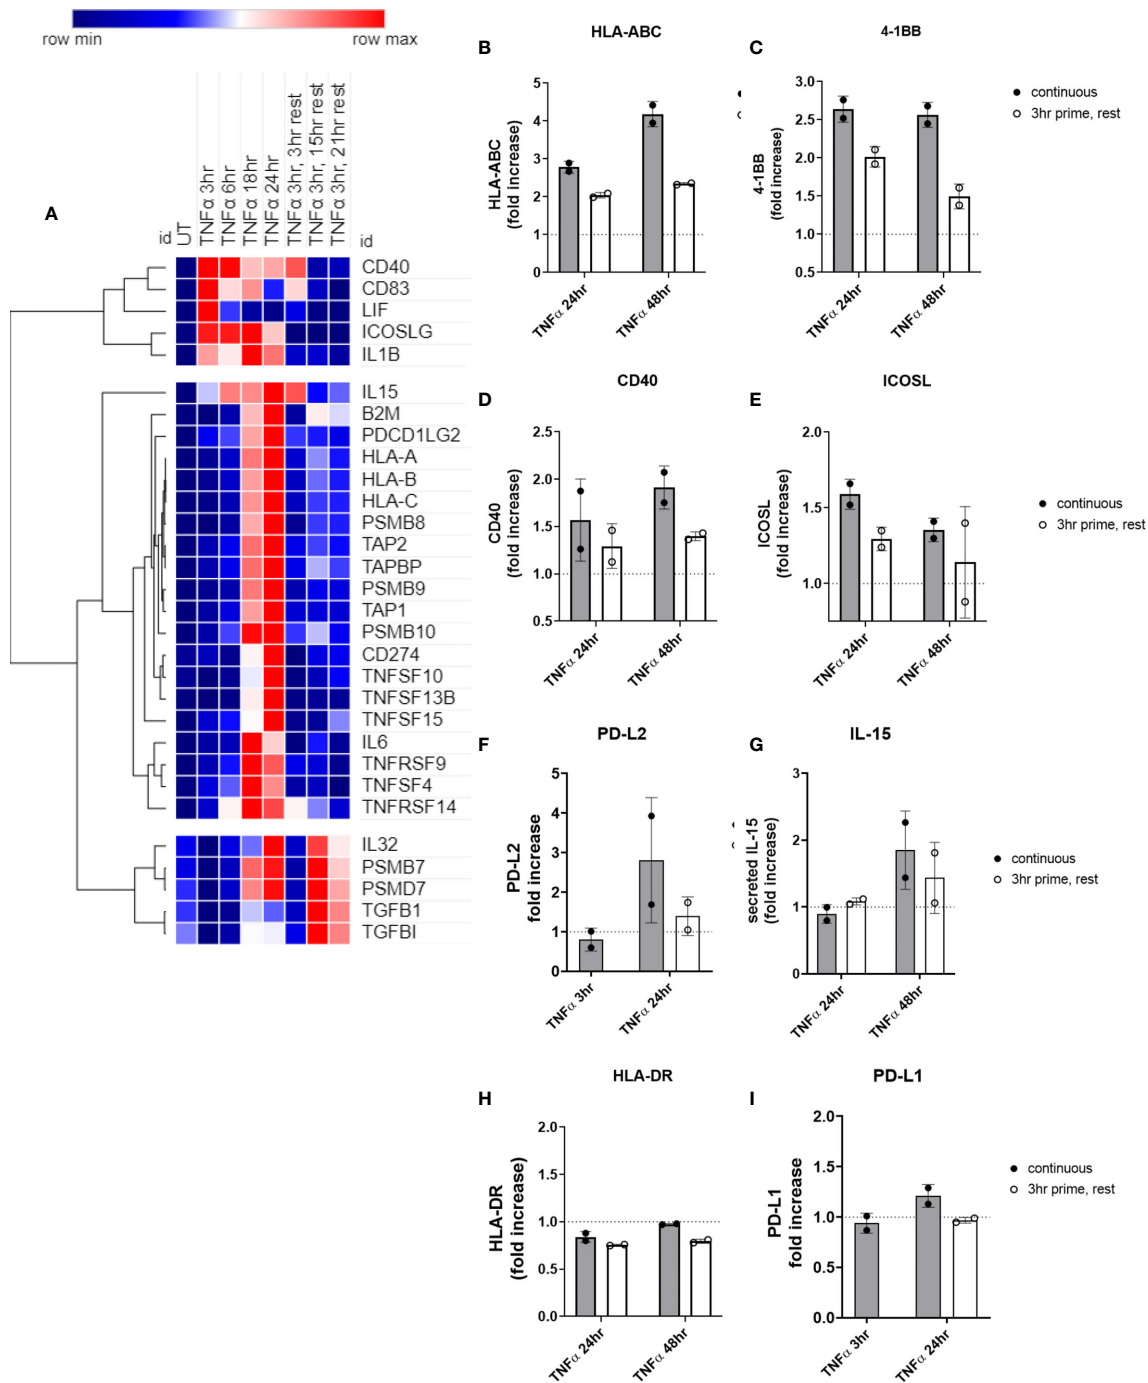 row min
row max
A
id
UT
TNFα 3hr
TNFα 6hr
TNFα 18hr
TNFα 24hr
TNFα 3hr, 3hr rest
TNFα 3hr, 15hr rest
TNFα 3hr, 21hr rest
id
CD40
CD83
LIF
ICOSLG
IL1B
IL15
B2M
PDCD1LG2
HLA-A
HLA-B
HLA-C
PSMB8
TAP2
TAPBP
PSMB9
TAP1
PSMB10
CD274
TNFSF10
TNFSF13B
TNFSF15
IL6
TNFRSF9
TNFSF4
TNFRSF14
IL32
PSMB7
PSMD7
TGFB1
TGFBI
B
HLA-ABC
HLA-ABC
(fold increase)
5
4
3
2
1
0
TNFα 24hr
TNFα 48hr
C
4-1BB
4-1BB
(fold increase)
3.0
2.5
2.0
1.5
1.0
0.5
TNFα 24hr
TNFα 48hr
continuous
3hr prime, rest
D
CD40
CD40
(fold increase)
2.5
2.0
1.5
1.0
0.5
TNFα 24hr
TNFα 48hr
E
ICOSL
ICOSL
(fold increase)
2.0
1.5
1.0
TNFα 24hr
TNFα 48hr
continuous
3hr prime, rest
F
PD-L2
PD-L2
fold increase
5
4
3
2
1
0
TNFα 3hr
TNFα 24hr
G
IL-15
secreted IL-15
(fold increase)
3
2
1
0
TNFα 24hr
TNFα 48hr
continuous
3hr prime, rest
H
HLA-DR
HLA-DR
(fold increase)
2.0
1.5
1.0
0.5
0.0
TNFα 24hr
TNFα 48hr
I
PD-L1
PD-L1
fold increase
2.0
1.5
1.0
0.5
0.0
TNFα 3hr
TNFα 24hr
continuous
3hr prime, rest